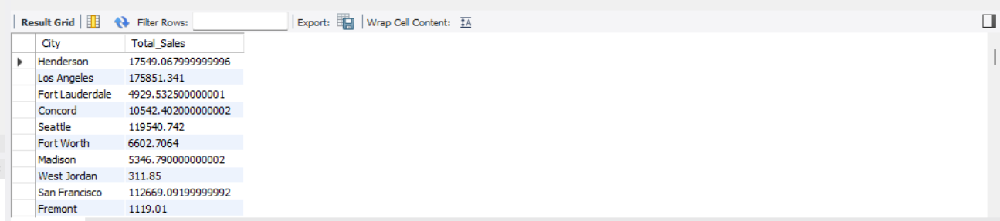 Result Grid Filter Rows: Export: Wrap Cell Content:
City Total_Sales
Henderson 17549.067999999996
Los Angeles 175851.341
Fort Lauderdale 4929.532500000001
Concord 10542.402000000002
Seattle 119540.742
Fort Worth 6602.7064
Madison 5346.790000000002
West Jordan 311.85
San Francisco 112669.09199999992
Fremont 1119.01